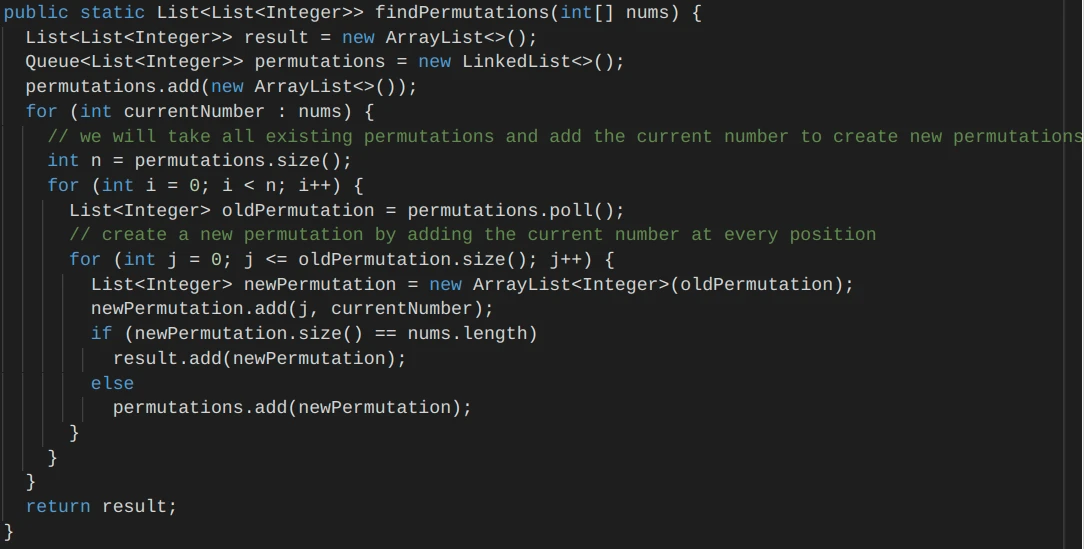 public static List<List<Integer>> findPermutations(int[] nums) {
List<List<Integer>> result = new ArrayList<>();
Queue<List<Integer>> permutations = new LinkedList<>();
permutations.add(new ArrayList<>());
for (int currentNumber : nums) {
// we will take all existing permutations and add the current number to create new permutations
int n = permutations.size();
for (int i = 0; i < n; i++) {
List<Integer> oldPermutation = permutations.poll();
// create a new permutation by adding the current number at every position
for (int j = 0; j <= oldPermutation.size(); j++) {
List<Integer> newPermutation = new ArrayList<Integer>(oldPermutation);
newPermutation.add(j, currentNumber);
if (newPermutation.size() == nums.length)
result.add(newPermutation);
else
permutations.add(newPermutation);
}
}
}
return result;
}